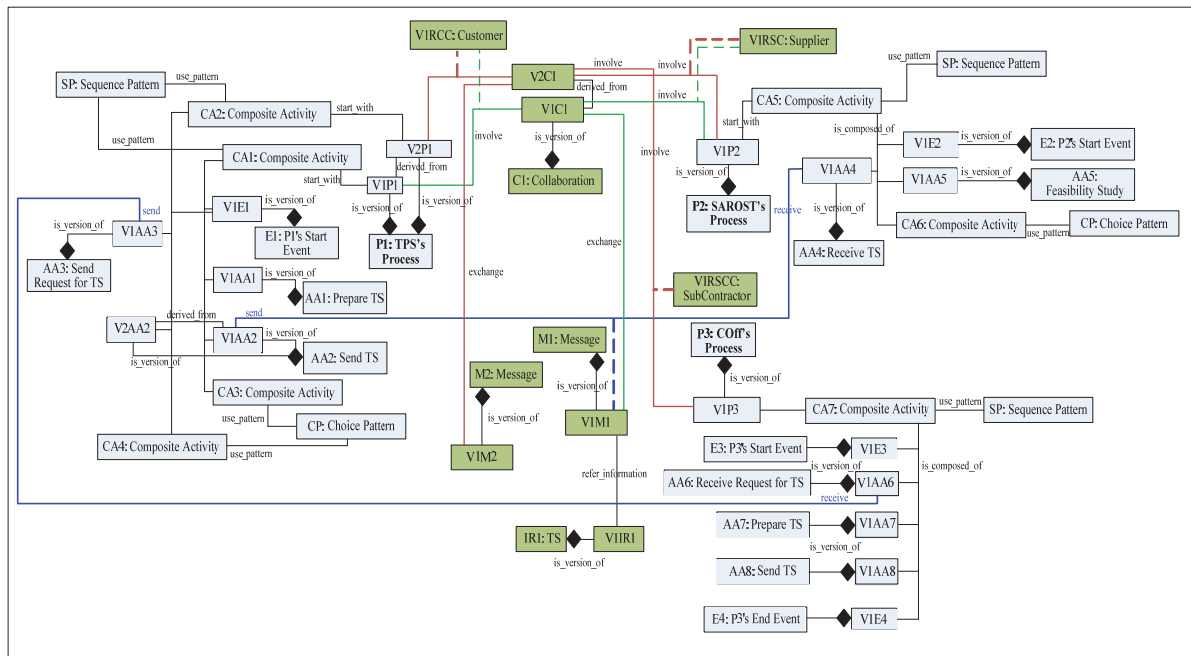 V1RCC: Customer
V1RSC: Supplier
SP: Sequence Pattern
use_pattern
V2C1
involve
involve
derived_from
use_pattern
SP: Sequence Pattern
CA2: Composite Activity
start_with
V1C1
involve
CA5: Composite Activity
use_pattern
involve
is_version_of
start_with
is_composed_of
CA1: Composite Activity
V2P1
V1P2
V1E2
is_version_of
E2: P2's Start Event
derived_from
involve
start_with
V1P1
C1: Collaboration
is_version_of
V1AA4
V1AA5
is_version_of
AA5:
Feasibility Study
is_version_of
is_version_of
is_version_of
V1E1
send
receive
P2: SAROST's
Process
is_version_of
V1AA3
E1: P1's Start
Event
P1: TPS's
Process
is_version_of
CA6: Composite Activity
use_pattern
CP: Choice Pattern
exchange
AA4: Receive TS
AA3: Send
Request for TS
is_version_of
V1AA1
AA1: Prepare TS
exchange
V1RSCC:
SubContractor
derived_from
send
V2AA2
V1AA2
is_version_of
is_version_of
AA2: Send TS
M1: Message
P3: COff's
Process
M2: Message
is_version_of
is_version_of
CA3: Composite Activity
use_pattern
is_version_of
V1P3
CA7: Composite Activity
use_pattern
SP: Sequence Pattern
CP: Choice Pattern
V1M1
CA4: Composite Activity
use_pattern
V1M2
E3: P3's Start Event
V1E3
is_version_of
is_composed_of
refer_information
AA6: Receive Request for TS
V1AA6
receive
IR1: TS
V1IR1
is_version_of
AA7: Prepare TS
V1AA7
is_version_of
AA8: Send TS
V1AA8
E4: P3's End Event
V1E4